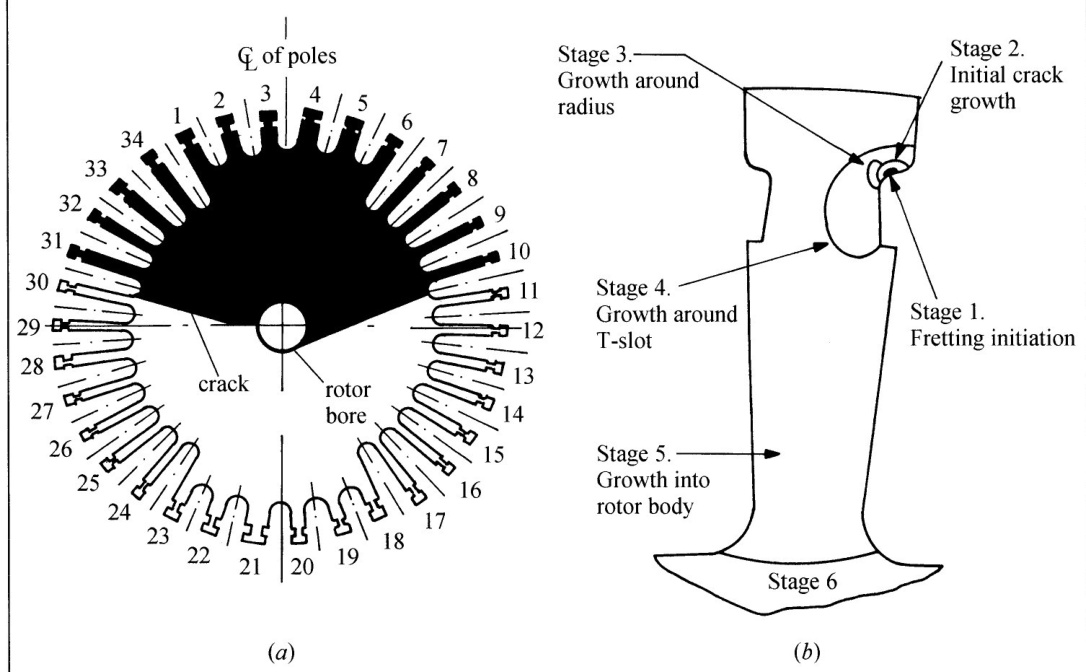 ℄ of poles
1
2
3
4
5
6
7
8
9
10
11
12
13
14
15
16
17
18
19
20
21
22
23
24
25
26
27
28
29
30
31
32
33
34
crack
rotor
bore
(a)
Stage 3.
Growth around
radius
Stage 2.
Initial crack
growth
Stage 4.
Growth around
T-slot
Stage 1.
Fretting initiation
Stage 5.
Growth into
rotor body
Stage 6
(b)